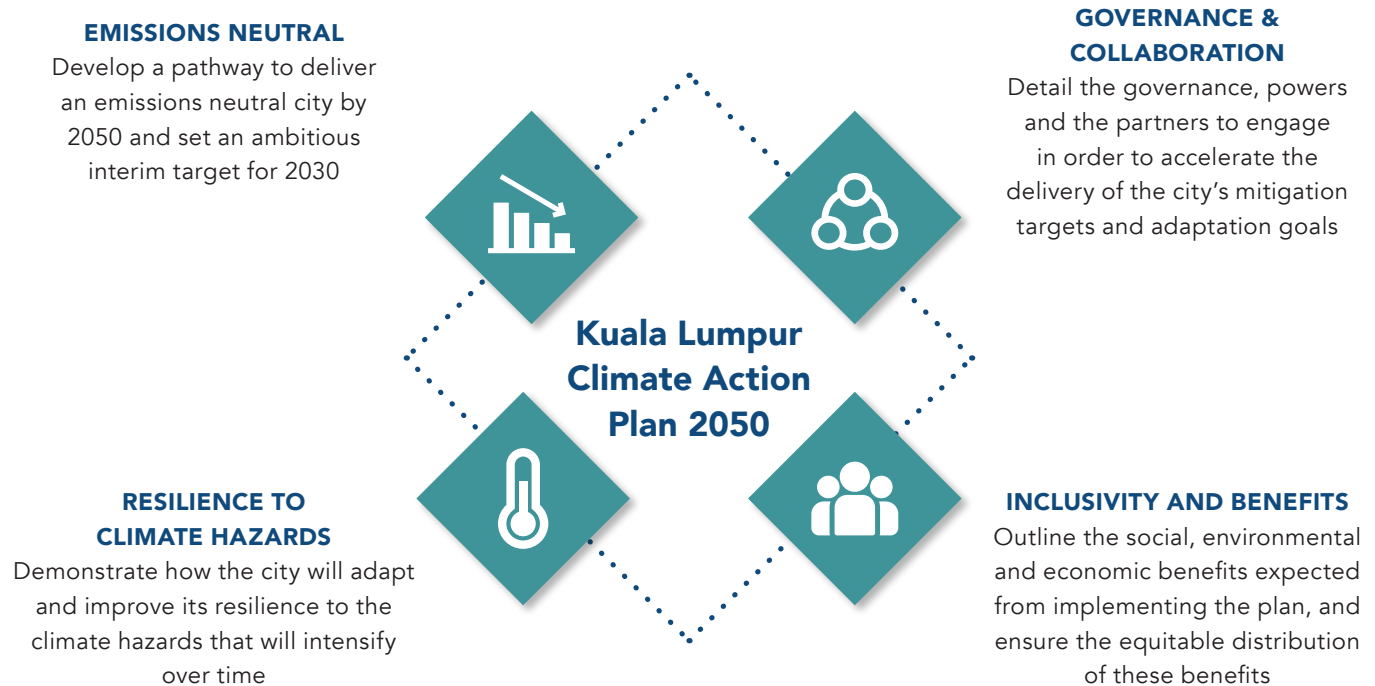 EMISSIONS NEUTRAL
Develop a pathway to deliver
an emissions neutral city by
2050 and set an ambitious
interim target for 2030
GOVERNANCE &
COLLABORATION
Detail the governance, powers
and the partners to engage
in order to accelerate the
delivery of the city’s mitigation
targets and adaptation goals
Kuala Lumpur
Climate Action
Plan 2050
RESILIENCE TO
CLIMATE HAZARDS
Demonstrate how the city will adapt
and improve its resilience to the
climate hazards that will intensify
over time
INCLUSIVITY AND BENEFITS
Outline the social, environmental
and economic benefits expected
from implementing the plan, and
ensure the equitable distribution
of these benefits